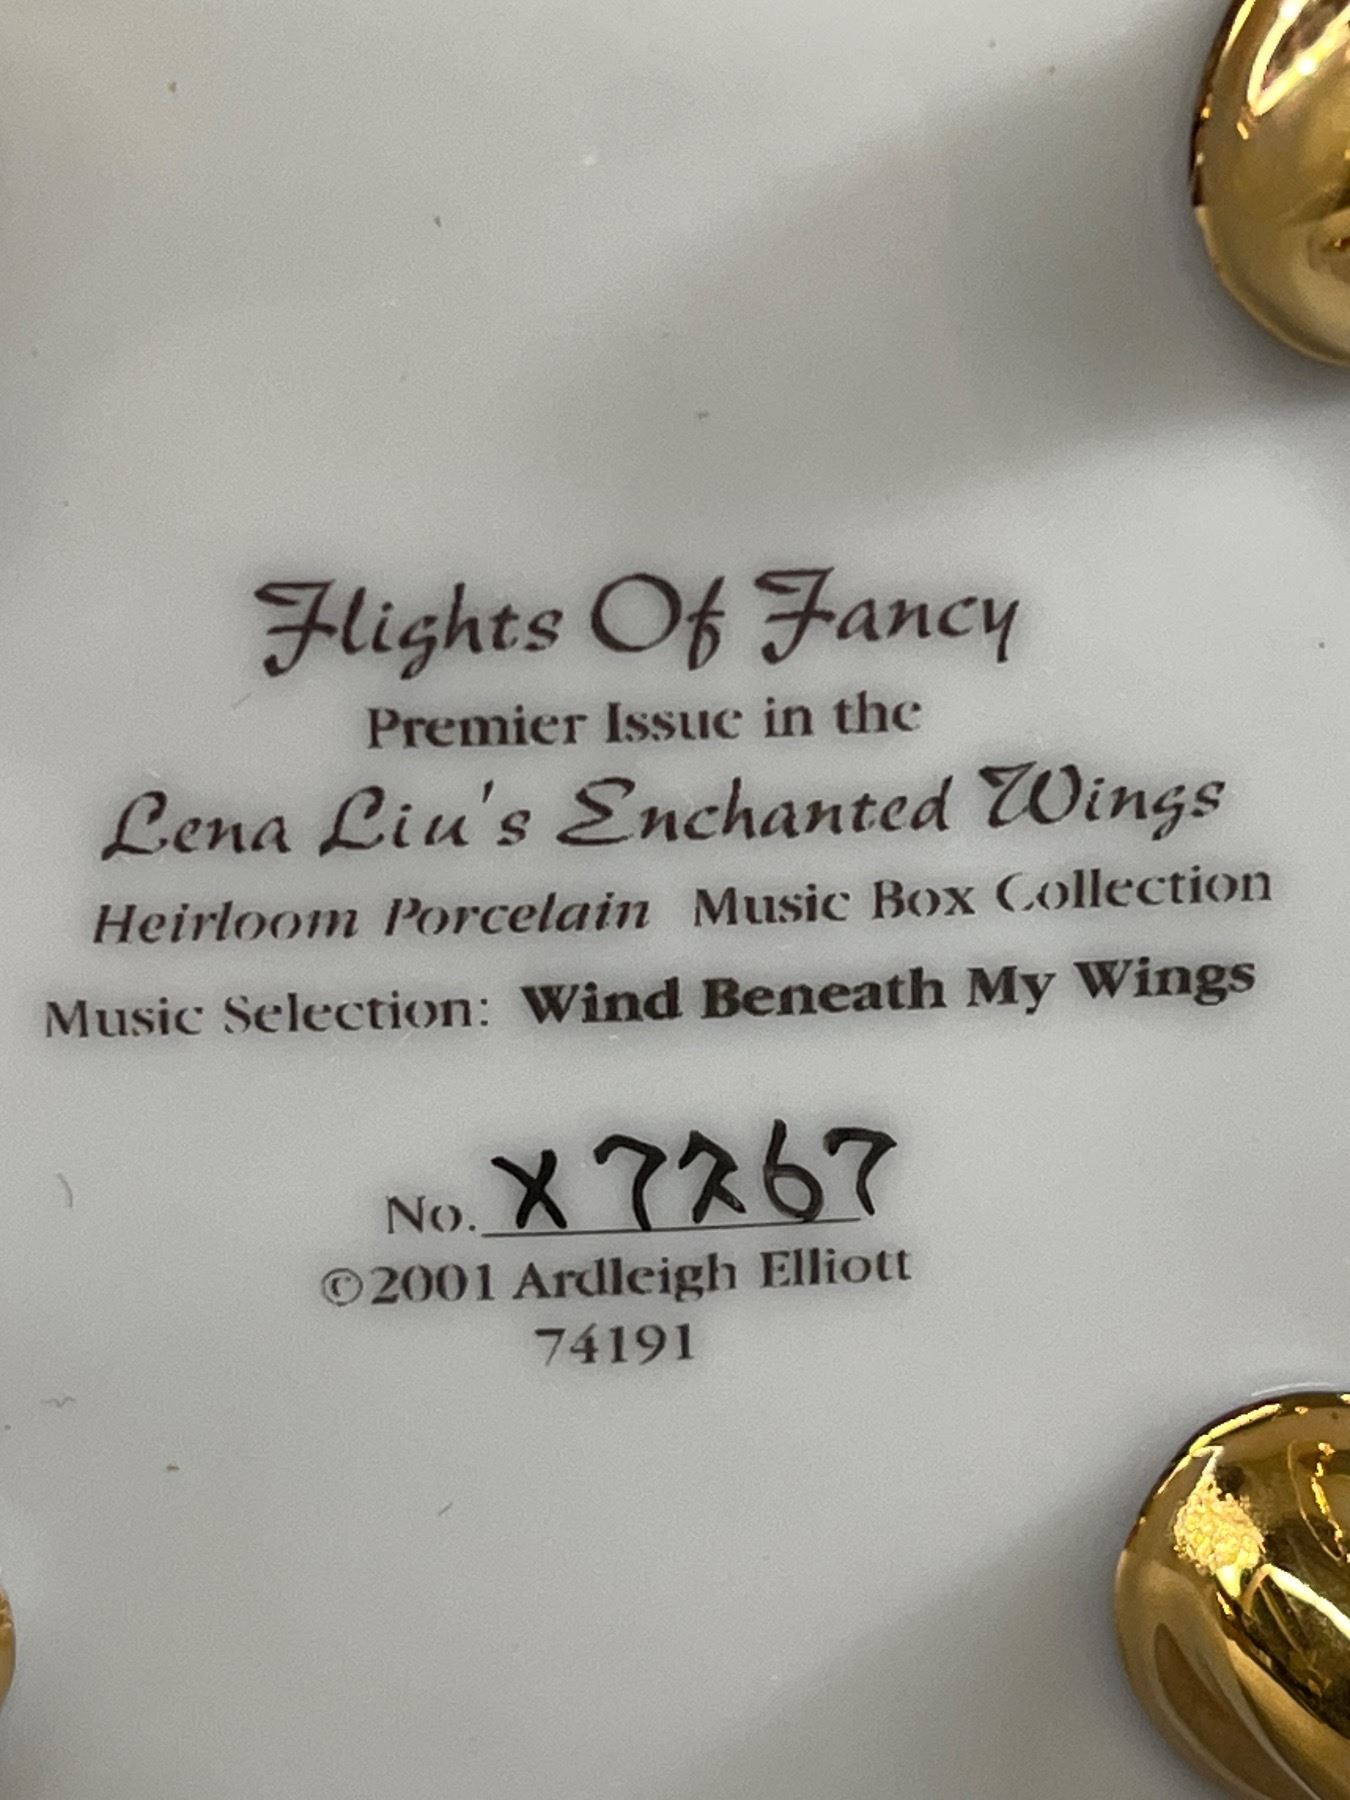 Flights Of Fancy
Premier Issue in the
Lena Liu's Enchanted Wings
Heirloom Porcelain Music Box Collection
Music Selection: Wind Beneath My Wings
No. X7267
©2001 Ardleigh Elliott
74191